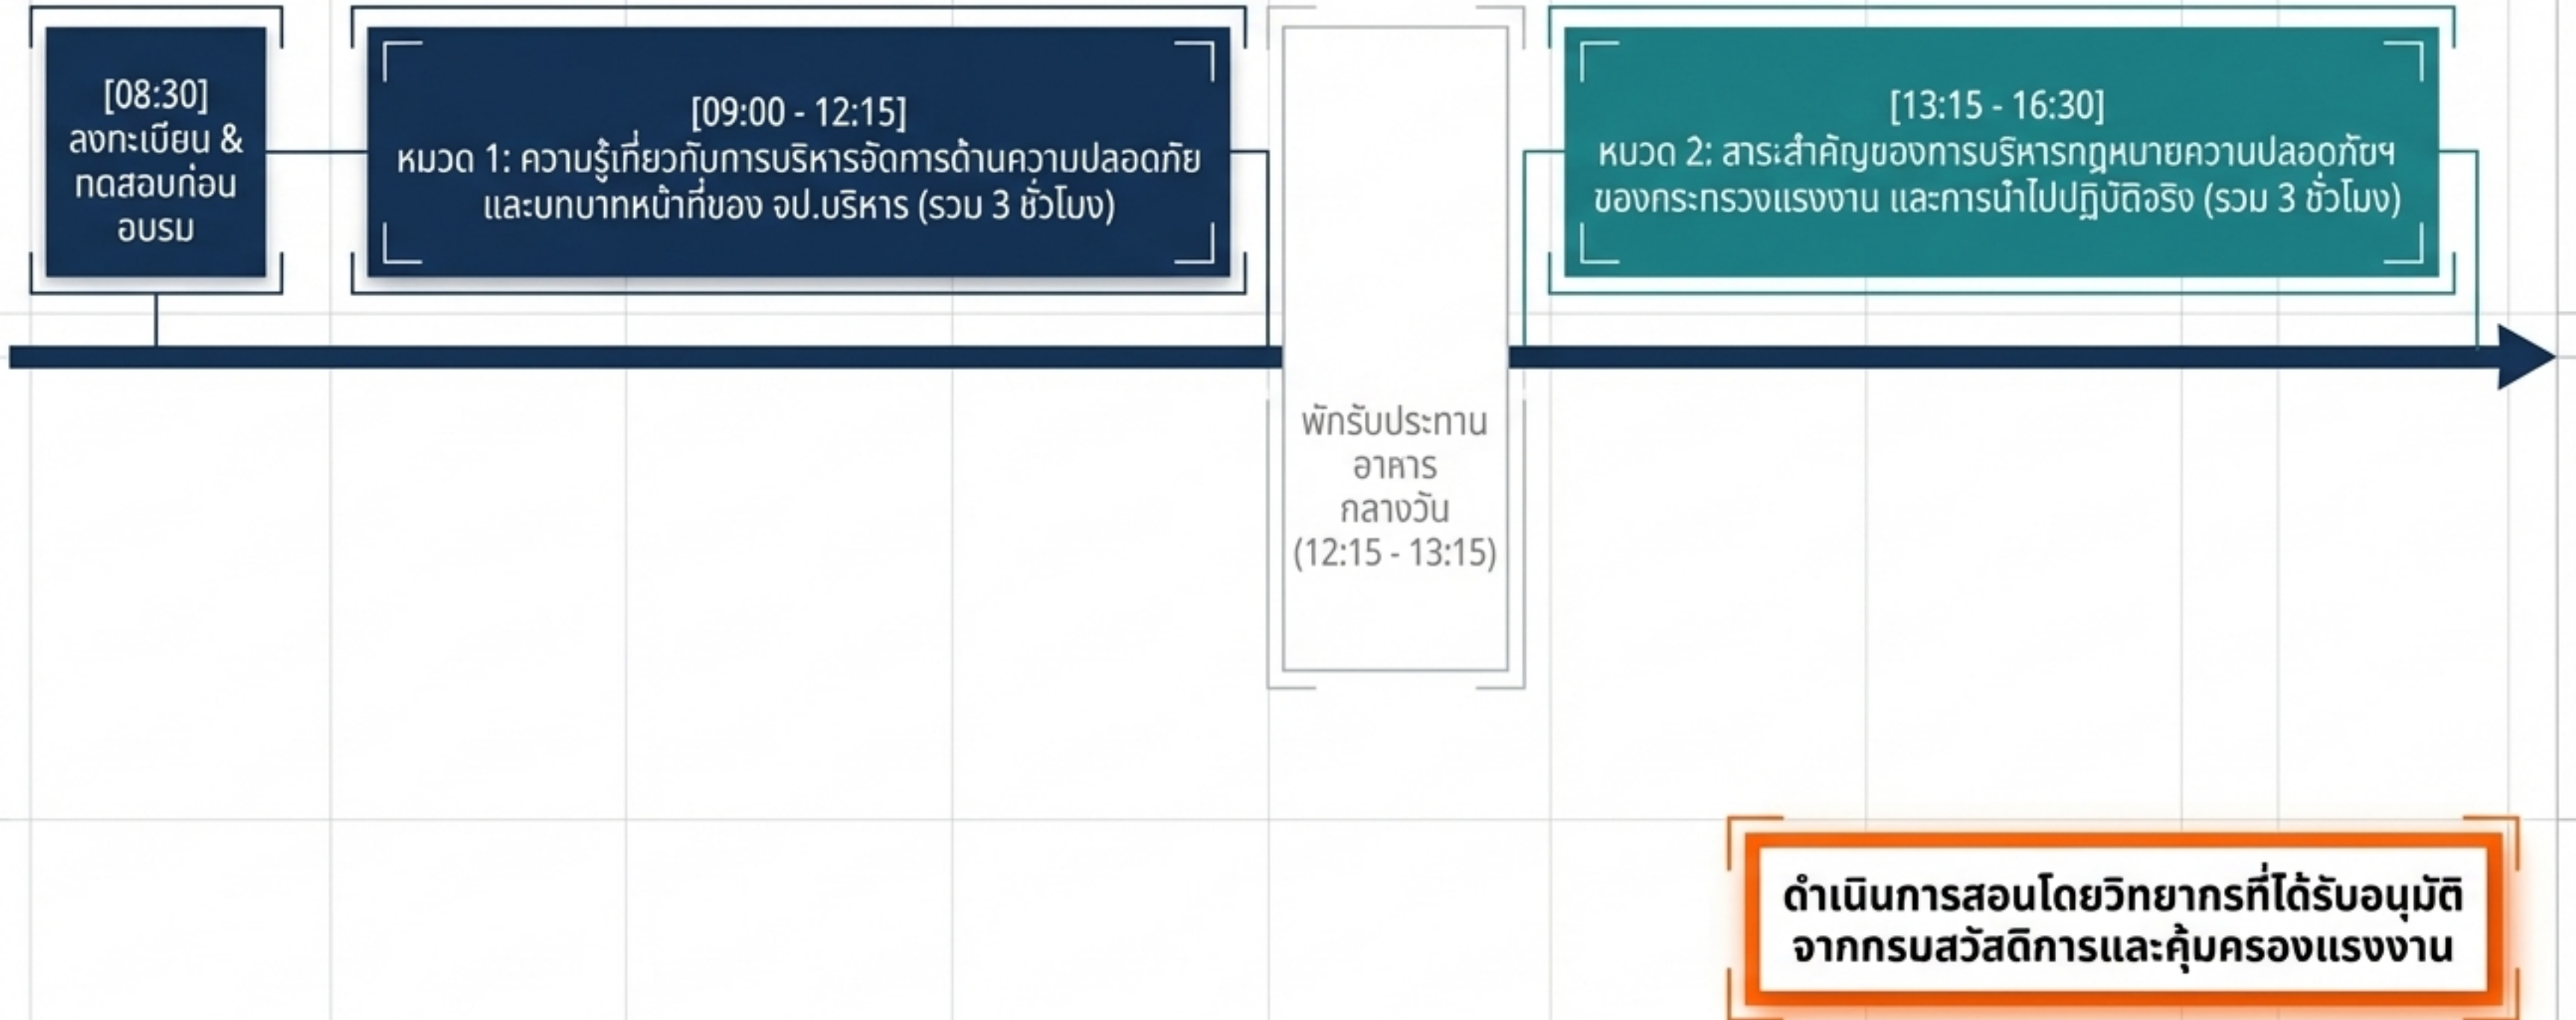 [08:30]
ลงทะเบียน &
ทดสอบก่อน
อบรม
[09:00 - 12:15]
หมวด 1: ความรู้เกี่ยวกับการบริหารจัดการด้านความปลอดภัย
และบทบาทหน้าที่ของ จป.บริหาร (รวม 3 ชั่วโมง)
พักรับประทาน
อาหาร
กลางวัน
(12:15 - 13:15)
[13:15 - 16:30]
หมวด 2: สาระสำคัญของการบริหารกฎหมายความปลอดภัยฯ
ของกระทรวงแรงงาน และการนำไปปฏิบัติจริง (รวม 3 ชั่วโมง)
ดำเนินการสอนโดยวิทยากรที่ได้รับอนุมัติ
จากกรบสวัสดิการและคุ้มครองแรงงาน